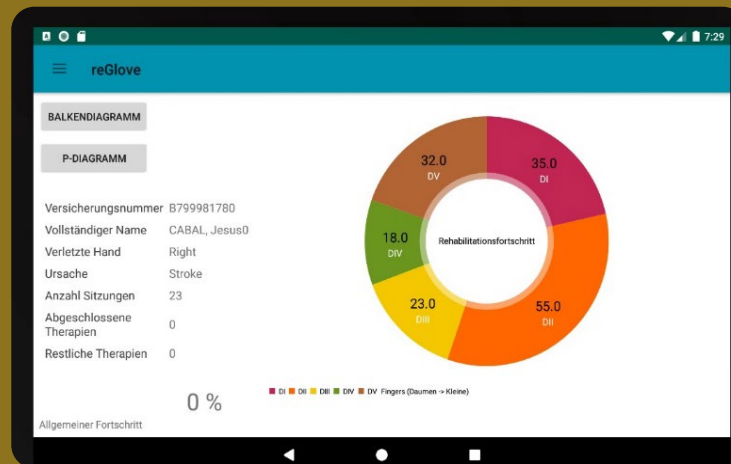 7:29
reGlove
BALKENDIAGRAMM
P-DIAGRAMM
Versicherungsnummer B799981780
Vollständiger Name CABAL, Jesus0
Verletzte Hand Right
Ursache Stroke
Anzahl Sitzungen 23
Abgeschlossene
Therapien 0
Restliche Therapien 0
0 %
Allgemeiner Fortschritt
32.0
DV
35.0
DI
18.0
DIV
Rehabilitationsfortschritt
23.0
DIII
55.0
DII
DI DII DIII DIV DV Fingers (Daumen -> Kleine)